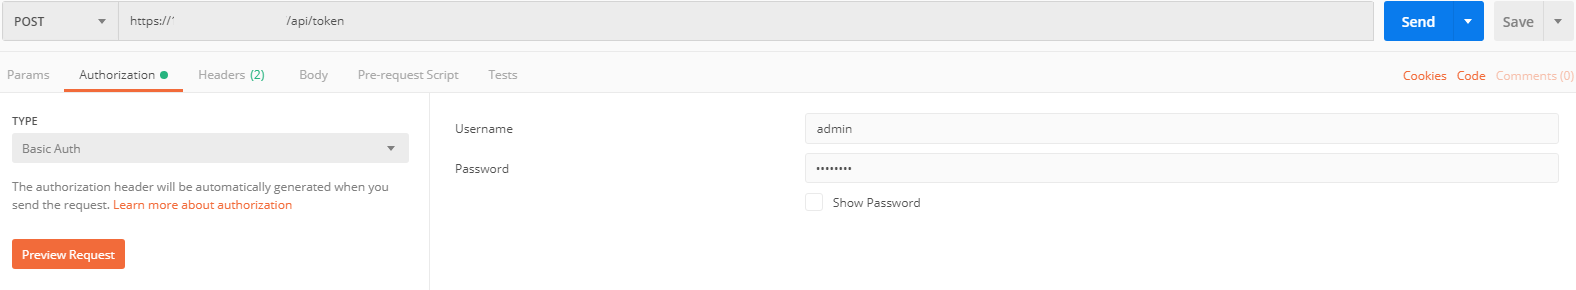 POST https://' /api/token Send Save
Params Authorization Headers (2) Body Pre-request Script Tests Cookies Code Comments (0)
TYPE
Basic Auth
The authorization header will be automatically generated when you
send the request. Learn more about authorization
Preview Request
Username admin
Password ••••••••
Show Password